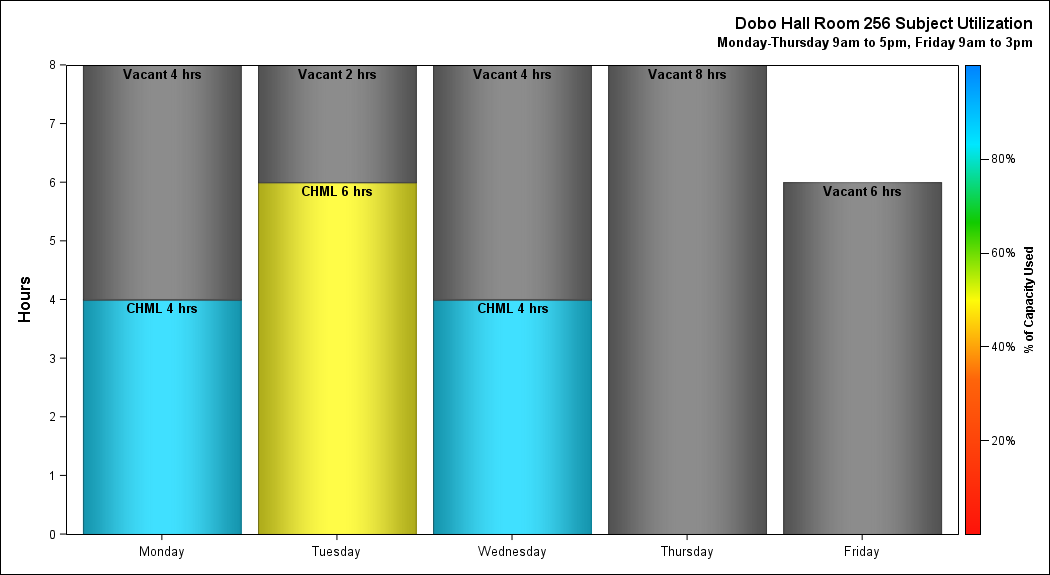 Dobo Hall Room 256 Subject Utilization
Monday-Thursday 9am to 5pm, Friday 9am to 3pm
Hours
8
7
6
5
4
3
2
1
0
Vacant 4 hrs
CHML 4 hrs
Vacant 2 hrs
CHML 6 hrs
Vacant 4 hrs
CHML 4 hrs
Vacant 8 hrs
Vacant 6 hrs
Monday
Tuesday
Wednesday
Thursday
Friday
80%
60%
40%
20%
% of Capacity Used